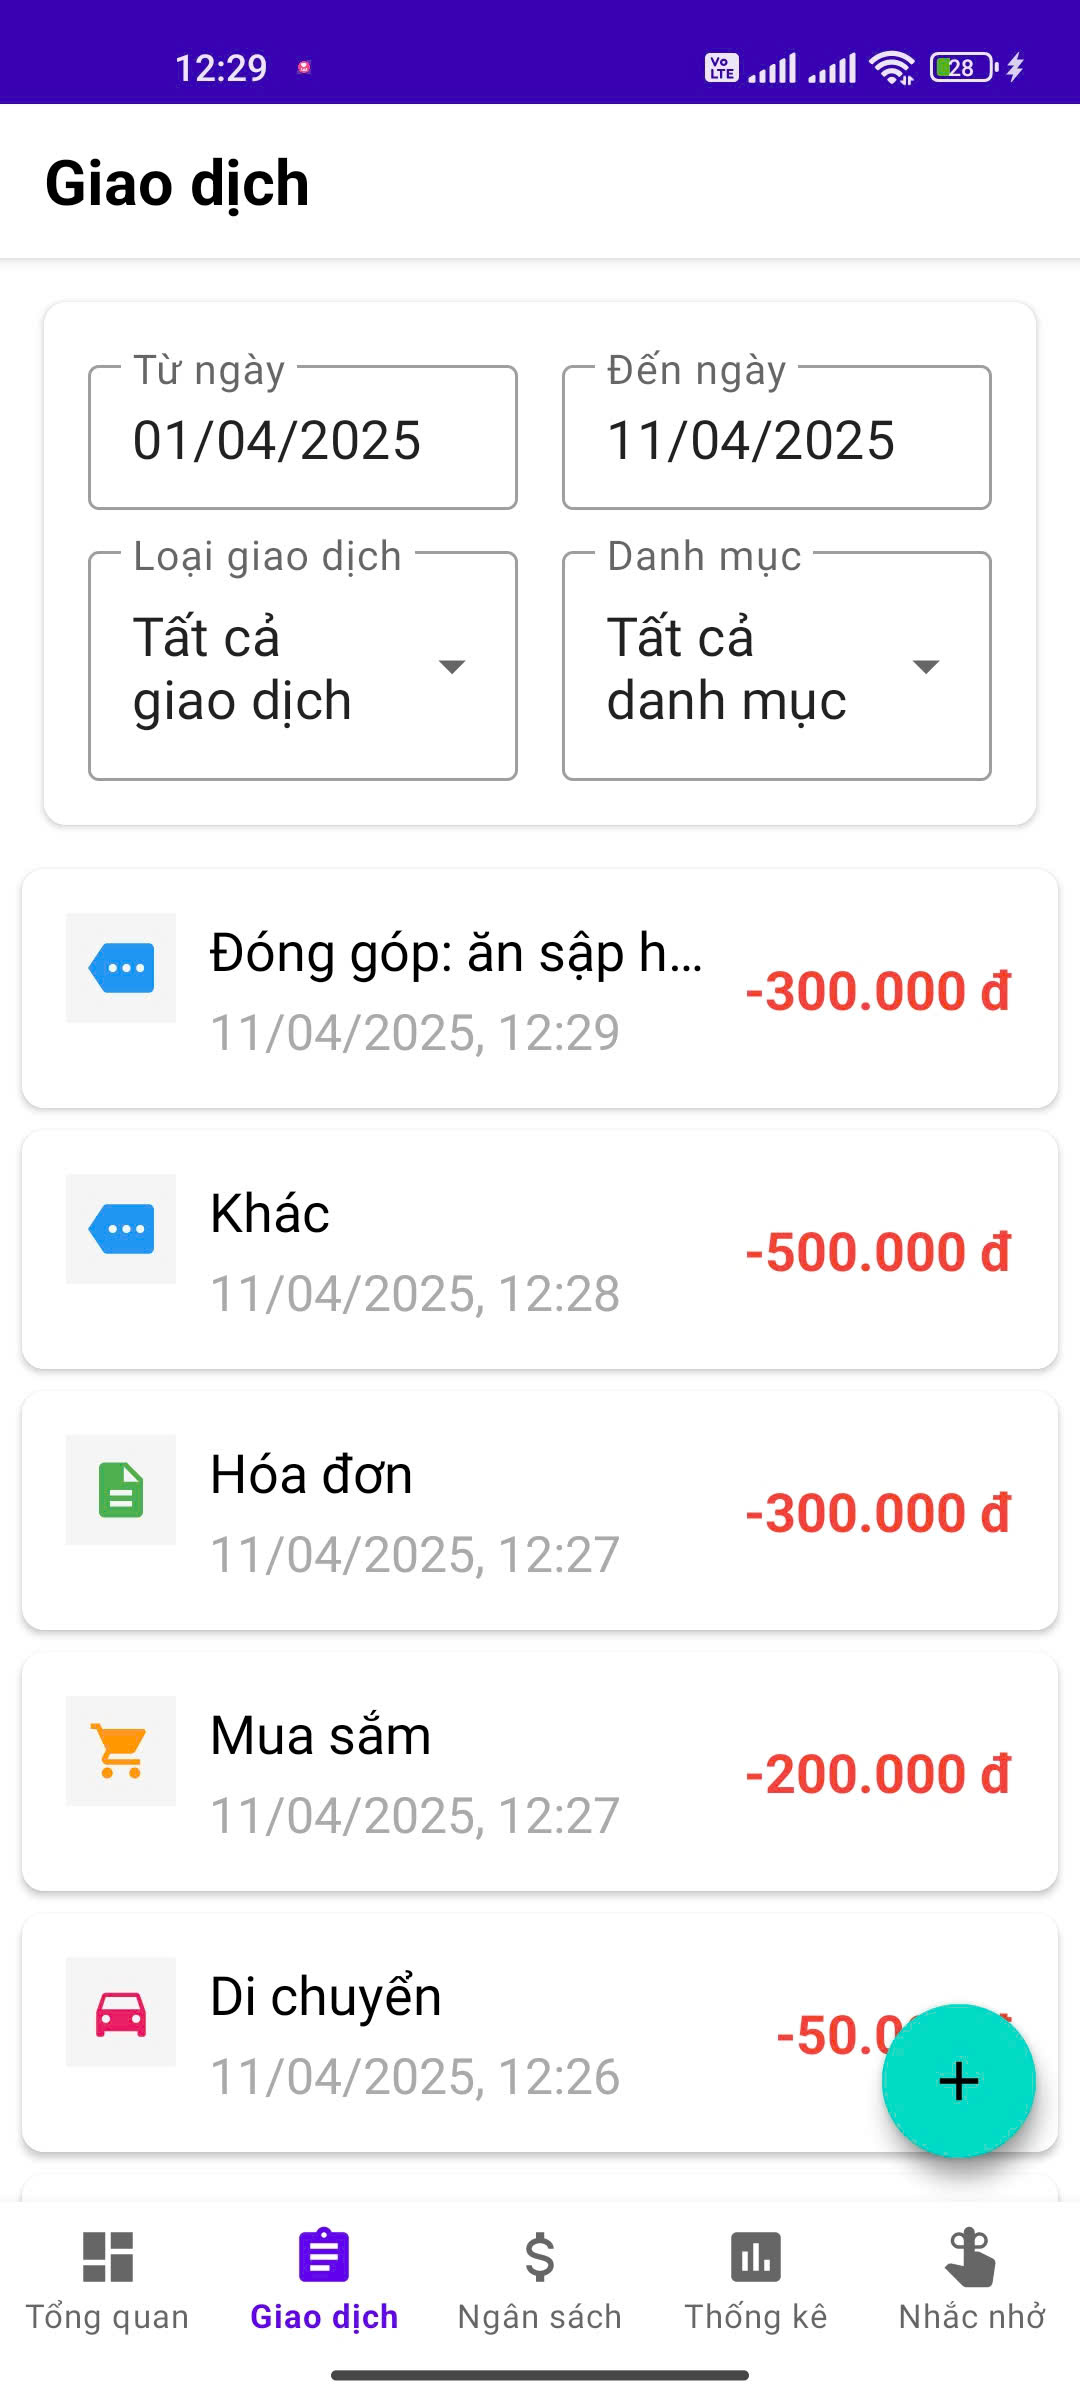 12:29
Vo LTE
28
Giao dịch
Từ ngày
Đến ngày
01/04/2025
11/04/2025
Loại giao dịch
Danh mục
Tất cả
giao dịch
Tất cả
danh mục
Đóng góp: ăn sập h...
-300.000 đ
11/04/2025, 12:29
Khác
-500.000 đ
11/04/2025, 12:28
Hóa đơn
-300.000 đ
11/04/2025, 12:27
Mua sắm
-200.000 đ
11/04/2025, 12:27
Di chuyển
11/04/2025, 12:26
+
Tổng quan
Giao dịch
Ngân sách
Thống kê
Nhắc nhở